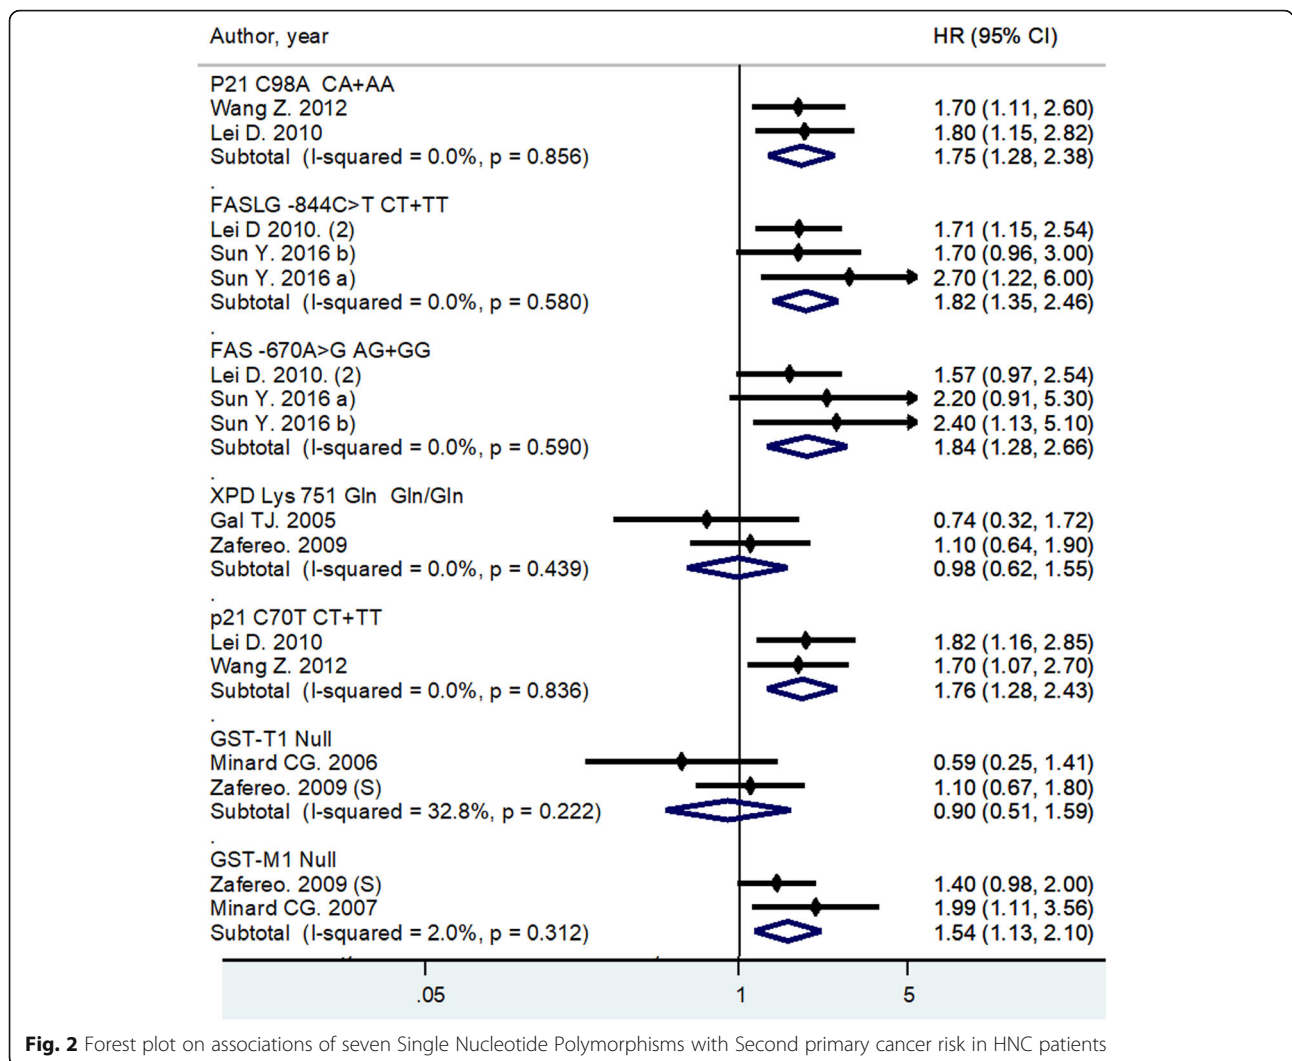 Author, year HR (95% CI)
P21 C98A CA+AA
Wang Z. 2012 1.70 (1.11, 2.60)
Lei D. 2010 1.80 (1.15, 2.82)
Subtotal (I-squared = 0.0%, p = 0.856) 1.75 (1.28, 2.38)
.
FASLG -844C>T CT+TT
Lei D 2010. (2) 1.71 (1.15, 2.54)
Sun Y. 2016 b) 1.70 (0.96, 3.00)
Sun Y. 2016 a) 2.70 (1.22, 6.00)
Subtotal (I-squared = 0.0%, p = 0.580) 1.82 (1.35, 2.46)
.
FAS -670A>G AG+GG
Lei D. 2010. (2) 1.57 (0.97, 2.54)
Sun Y. 2016 a) 2.20 (0.91, 5.30)
Sun Y. 2016 b) 2.40 (1.13, 5.10)
Subtotal (I-squared = 0.0%, p = 0.590) 1.84 (1.28, 2.66)
.
XPD Lys 751 Gln Gln/Gln
Gal TJ. 2005 0.74 (0.32, 1.72)
Zafereo. 2009 1.10 (0.64, 1.90)
Subtotal (I-squared = 0.0%, p = 0.439) 0.98 (0.62, 1.55)
.
p21 C70T CT+TT
Lei D. 2010 1.82 (1.16, 2.85)
Wang Z. 2012 1.70 (1.07, 2.70)
Subtotal (I-squared = 0.0%, p = 0.836) 1.76 (1.28, 2.43)
.
GST-T1 Null
Minard CG. 2006 0.59 (0.25, 1.41)
Zafereo. 2009 (S) 1.10 (0.67, 1.80)
Subtotal (I-squared = 32.8%, p = 0.222) 0.90 (0.51, 1.59)
.
GST-M1 Null
Zafereo. 2009 (S) 1.40 (0.98, 2.00)
Minard CG. 2007 1.99 (1.11, 3.56)
Subtotal (I-squared = 2.0%, p = 0.312) 1.54 (1.13, 2.10)
.05 1 5
Fig. 2 Forest plot on associations of seven Single Nucleotide Polymorphisms with Second primary cancer risk in HNC patients